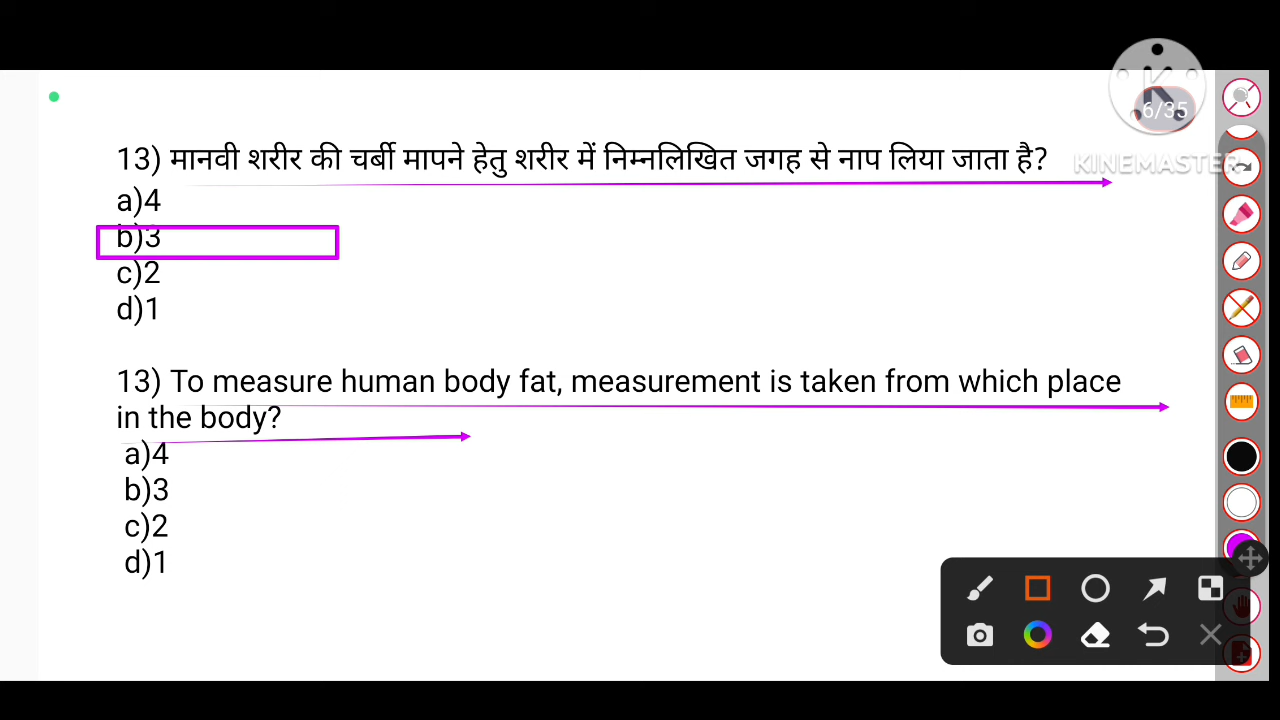 6/35
KINEMASTER
13) मानवी शरीर की चर्बी मापने हेतु शरीर में निम्नलिखित जगह से नाप लिया जाता है?
a)4
b)3
c)2
d)1
13) To measure human body fat, measurement is taken from which place
in the body?
a)4
b)3
c)2
d)1